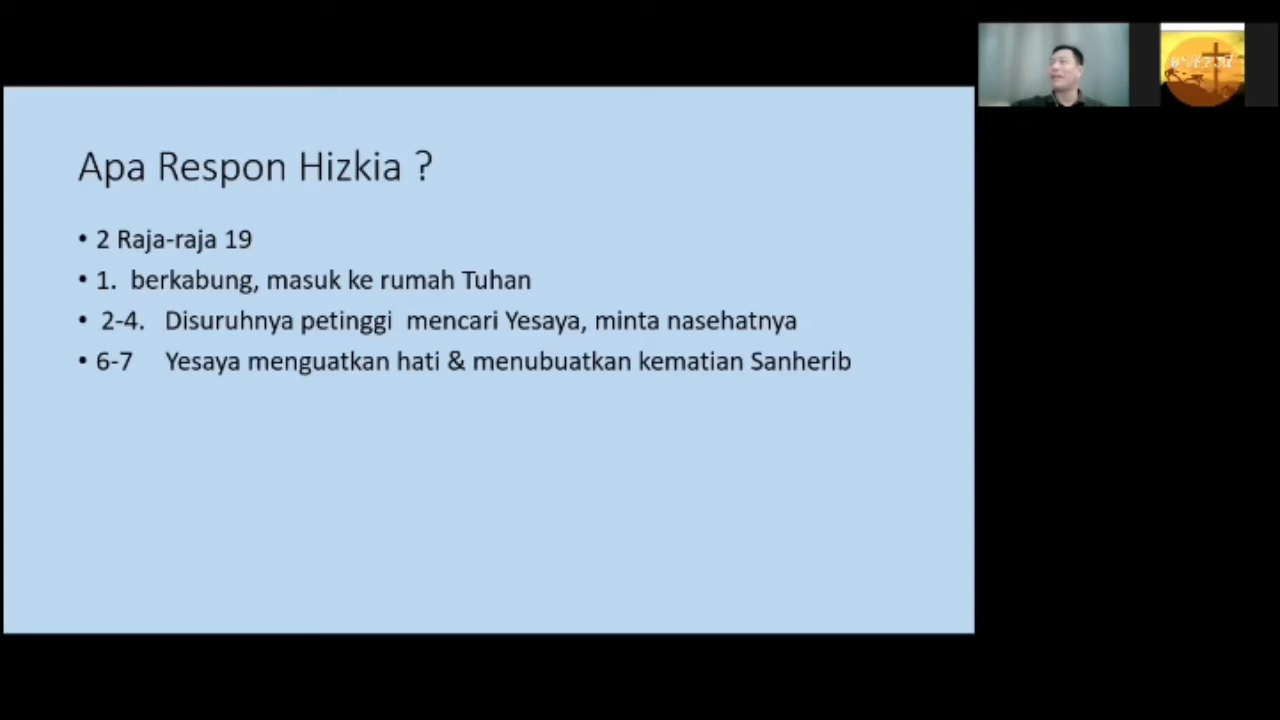 Apa Respon Hizkia ?
• 2 Raja-raja 19
• 1. berkabung, masuk ke rumah Tuhan
• 2-4. Disuruhnya petinggi mencari Yesaya, minta nasehatnya
• 6-7 Yesaya menguatkan hati & menubuatkan kematian Sanherib